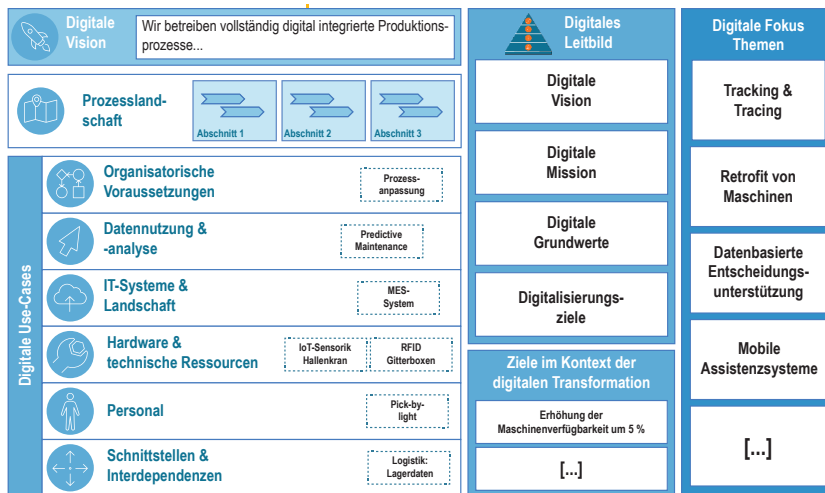 Digitale
Vision
Wir betreiben vollständig digital integrierte Produktions-
prozesse...
Prozessland-
schaft
Abschnitt 1
Abschnitt 2
Abschnitt 3
Digitale Use-Cases
Organisatorische
Voraussetzungen
Prozess-
anpassung
Datennutzung &
-analyse
Predictive
Maintenance
IT-Systeme &
Landschaft
MES-
System
Hardware &
technische Ressourcen
IoT-Sensorik
Hallenkran
RFID
Gitterboxen
Personal
Pick-by-
light
Schnittstellen &
Interdependenzen
Logistik:
Lagerdaten
Digitales
Leitbild
Digitale
Vision
Digitale
Mission
Digitale
Grundwerte
Digitalisierungs-
ziele
Ziele im Kontext der
digitalen Transformation
Erhöhung der
Maschinenverfügbarkeit um 5 %
[...]
Digitale Fokus
Themen
Tracking &
Tracing
Retrofit von
Maschinen
Datenbasierte
Entscheidungs-
unterstützung
Mobile
Assistenzsysteme
[...]